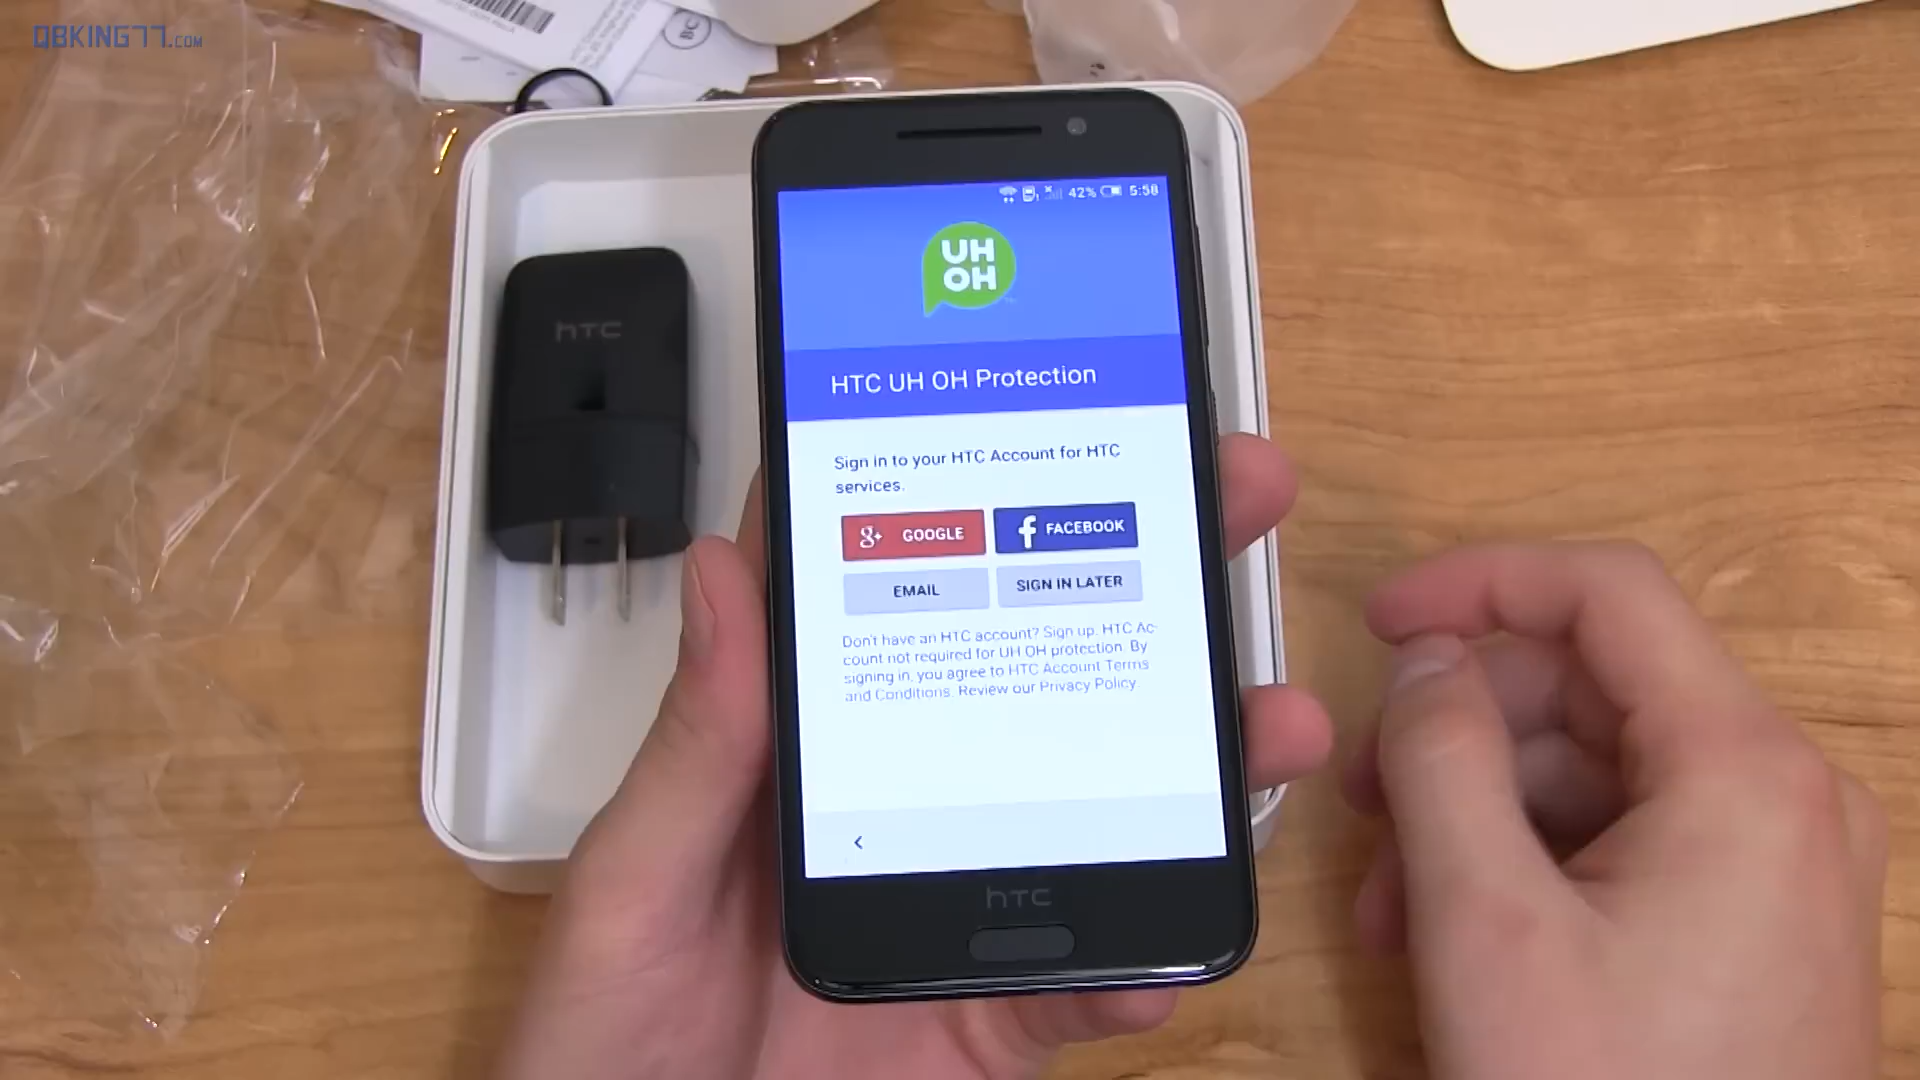 QBKING77.COM
BC
hTC
42% 5:58
UH
OH
HTC UH OH Protection
Sign in to your HTC Account for HTC
services.
g+ GOOGLE
f FACEBOOK
EMAIL
SIGN IN LATER
Don't have an HTC account? Sign up. HTC Ac-
count not required for UH OH protection. By
signing in, you agree to HTC Account Terms
and Conditions. Review our Privacy Policy.
hTC